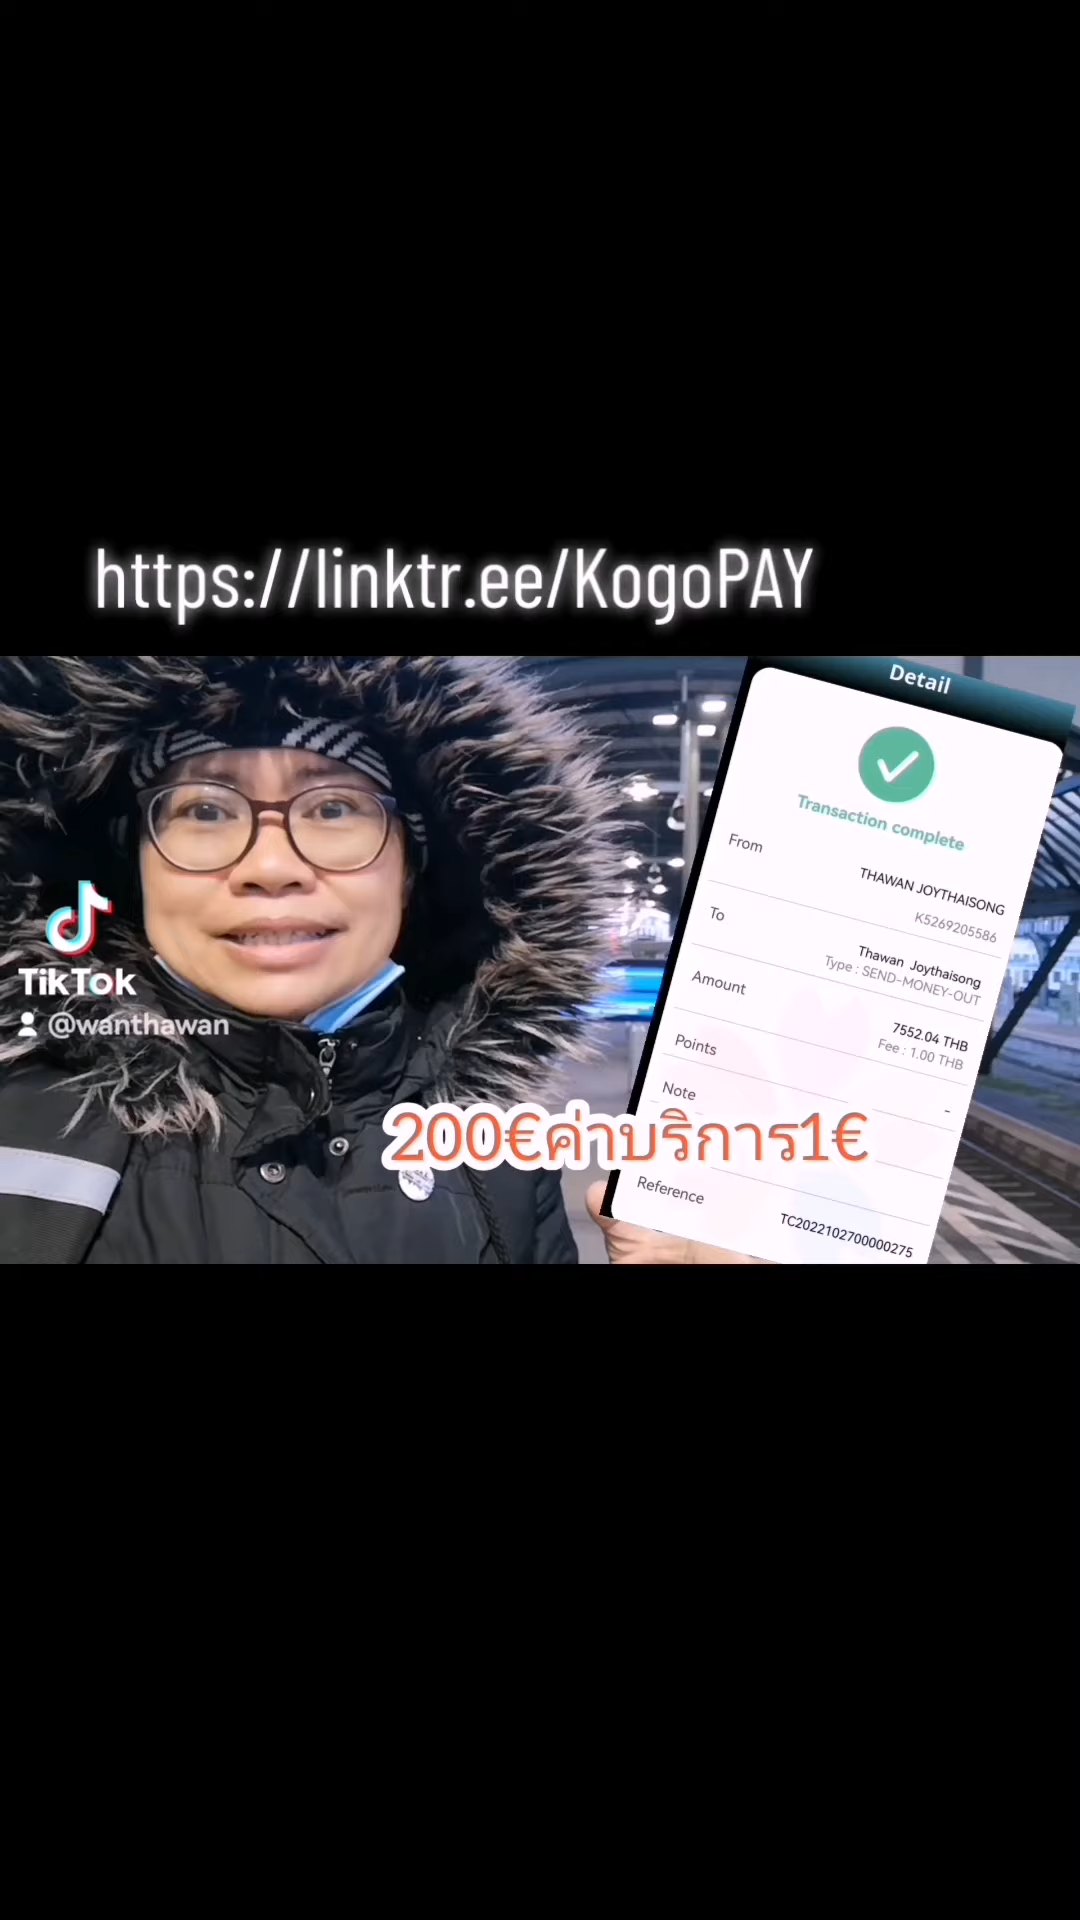 https://linktr.ee/KogoPAY
Detail
Transaction complete
From
THAWAN JOYTHAISONG
K5269205586
To
Thawan Joythaisong
Type : SEND-MONEY-OUT
Amount
7552.04 THB
Fee : 1.00 THB
Points
-
Note
200€ค่าบริการ1€
Reference
TC2022102700000275
TikTok
@wanthawan